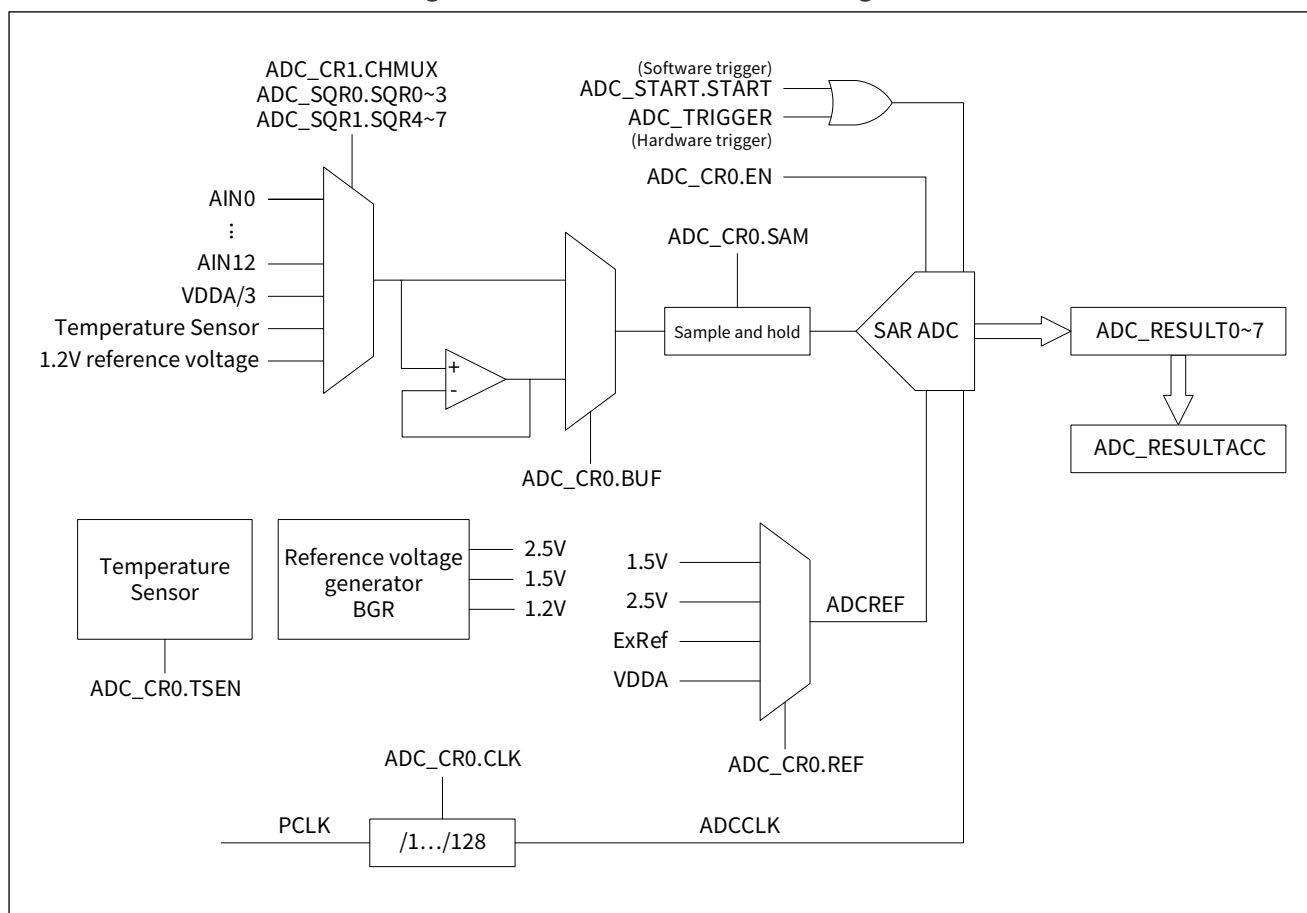 ADC_CR1.CHMUX
ADC_SQR0.SQR0~3
ADC_SQR1.SQR4~7
(Software trigger)
ADC_START.START
ADC_TRIGGER
(Hardware trigger)
ADC_CR0.EN
AIN0
⋮
AIN12
VDDA/3
Temperature Sensor
1.2V reference voltage
+
-
ADC_CR0.BUF
ADC_CR0.SAM
Sample and hold
SAR ADC
ADC_RESULT0~7
ADC_RESULTACC
Temperature
Sensor
ADC_CR0.TSEN
Reference voltage
generator
BGR
2.5V
1.5V
1.2V
1.5V
2.5V
ExRef
VDDA
ADCREF
ADC_CR0.REF
ADC_CR0.CLK
PCLK
/1…/128
ADCCLK